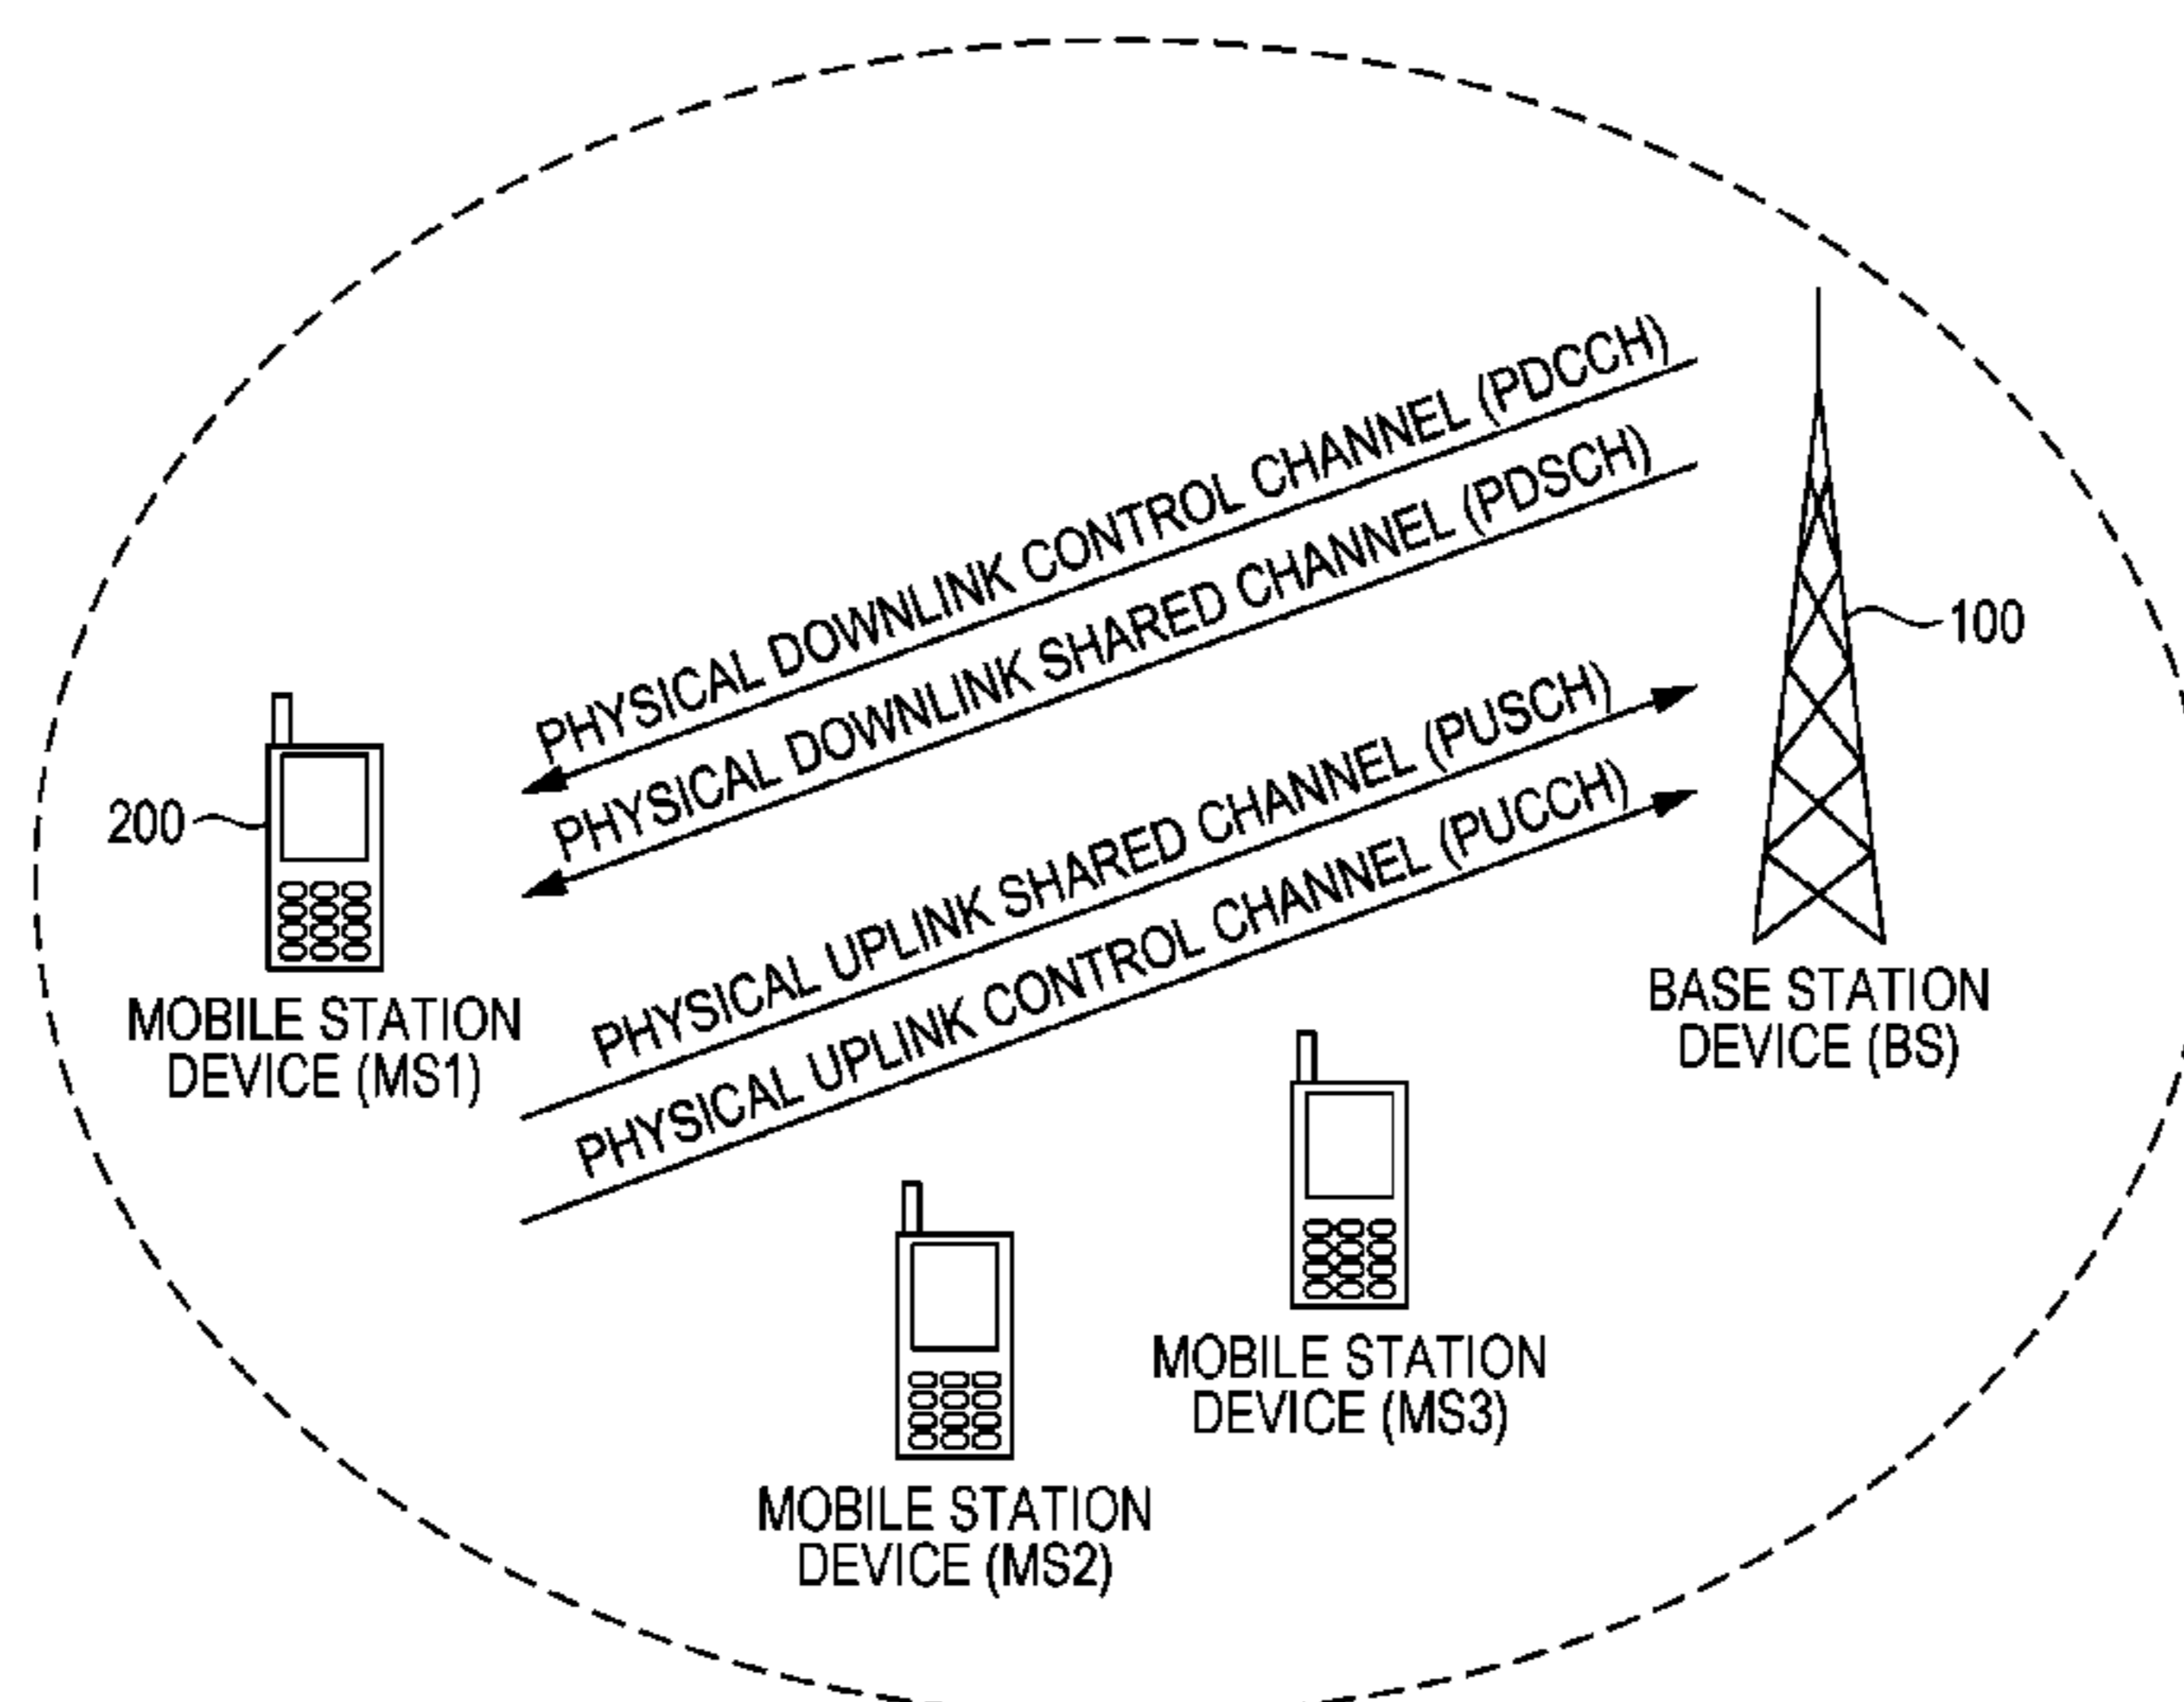 PHYSICAL DOWNLINK CONTROL CHANNEL (PDCCH)
PHYSICAL DOWNLINK SHARED CHANNEL (PDSCH)
100
PHYSICAL UPLINK SHARED CHANNEL (PUSCH)
PHYSICAL UPLINK CONTROL CHANNEL (PUCCH)
200
MOBILE STATION
DEVICE (MS1)
BASE STATION
DEVICE (BS)
MOBILE STATION
DEVICE (MS3)
MOBILE STATION
DEVICE (MS2)